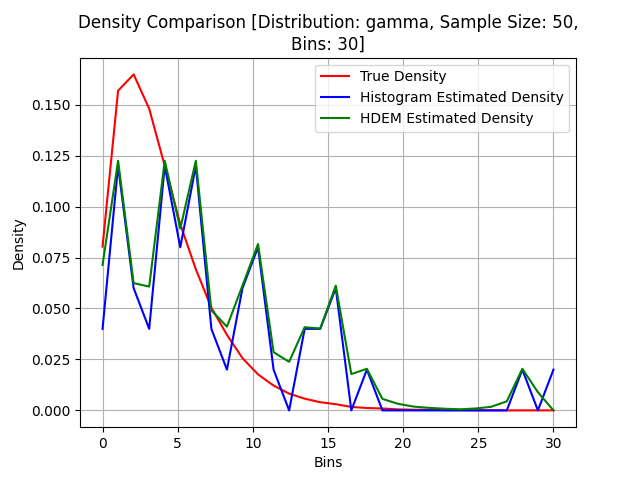 Density Comparison [Distribution: gamma, Sample Size: 50,
Bins: 30]
True Density
Histogram Estimated Density
HDEM Estimated Density
Density
0.150
0.125
0.100
0.075
0.050
0.025
0.000
0 5 10 15 20 25 30
Bins